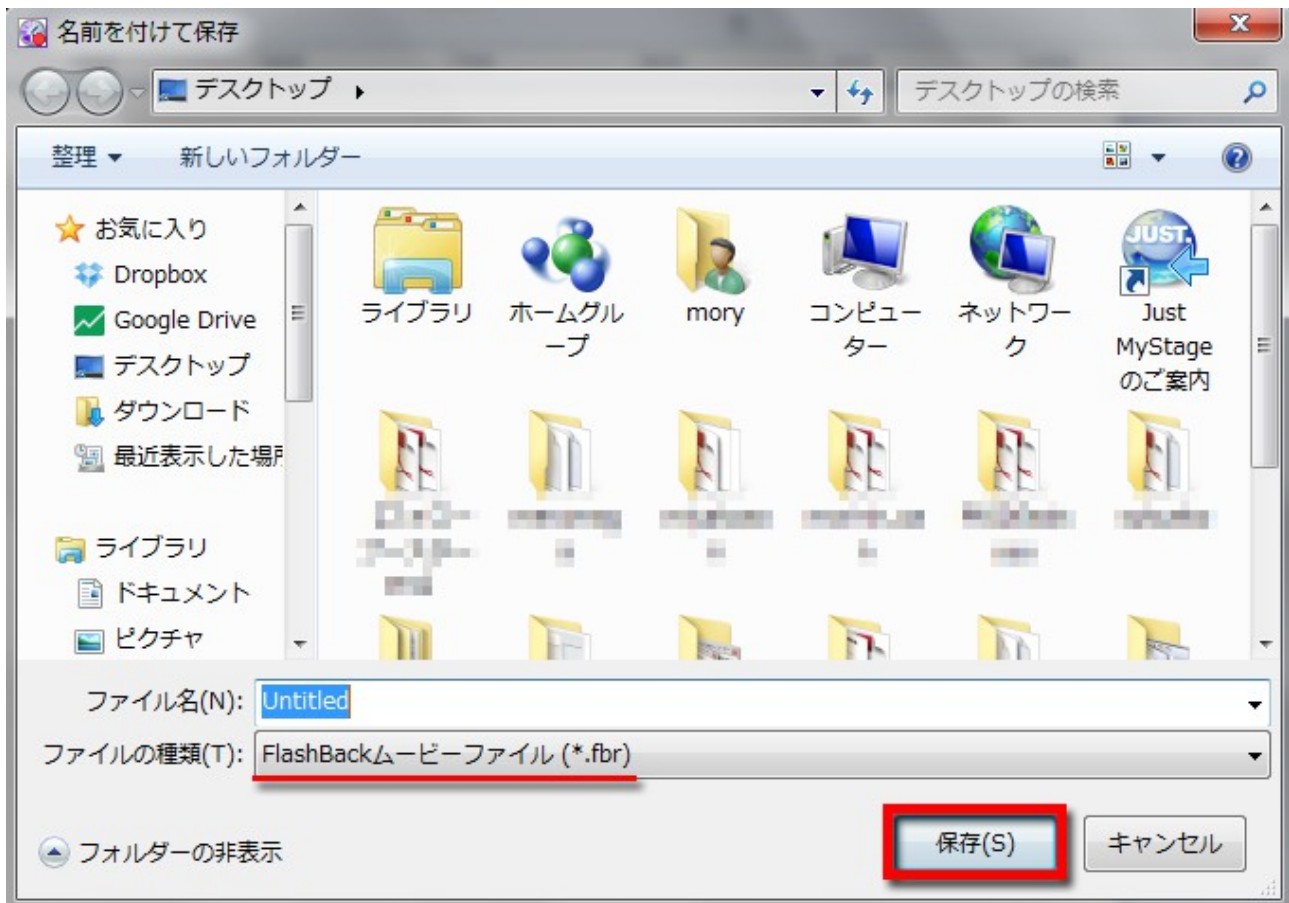 名前を付けて保存
デスクトップ
デスクトップの検索
整理
新しいフォルダー
お気に入り
Dropbox
Google Drive
デスクトップ
ダウンロード
最近表示した場所
ライブラリ
ドキュメント
ピクチャ
ライブラリ
ホームグル
ープ
mory
コンピュー
ター
ネットワー
ク
JUST.
Just
MyStage
のご案内
ファイル名(N):
Untitled
ファイルの種類(T):
FlashBackムービーファイル (*.fbr)
フォルダーの非表示
保存(S)
キャンセル